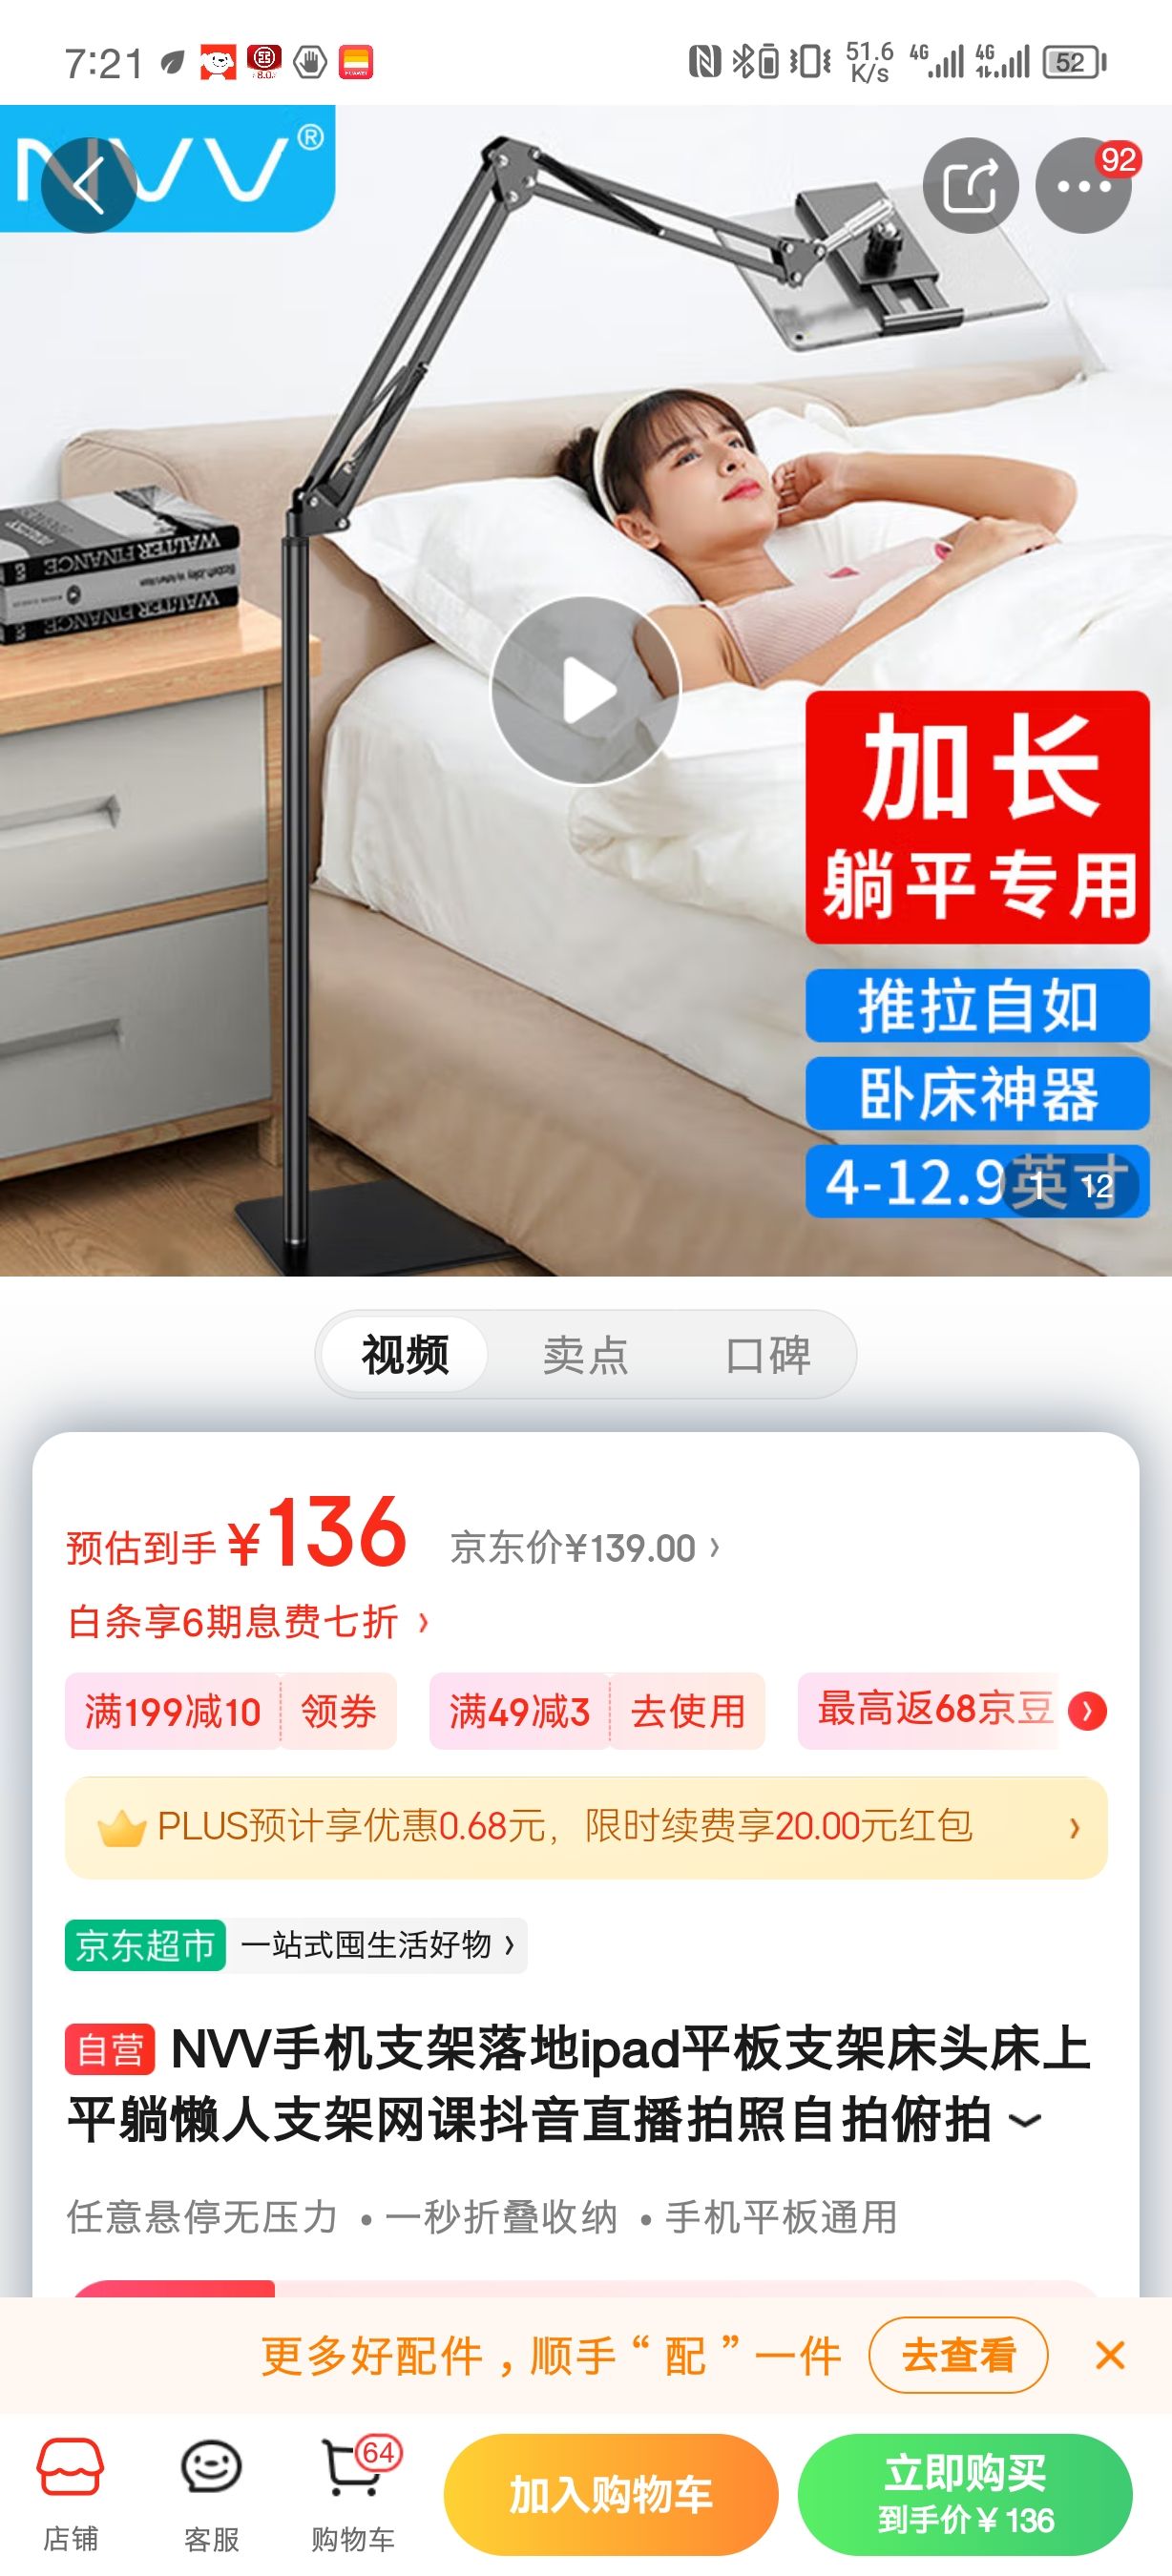 7:21
8.0
51.6
K/s
4G
4G
52
NVV®
92
WALITER FINANCE
WALITER FINANCE
加长
躺平专用
推拉自如
卧床神器
4-12.9英寸
1 12
视频 卖点 口碑
预估到手¥136 京东价¥139.00 ›
白条享6期息费七折 ›
满199减10 领券 满49减3 去使用 最高返68京豆
PLUS预计享优惠0.68元，限时续费享20.00元红包 ›
京东超市 一站式囤生活好物 ›
自营 NVV手机支架落地ipad平板支架床头床上
平躺懒人支架网课抖音直播拍照自拍俯拍
任意悬停无压力 • 一秒折叠收纳 • 手机平板通用
更多好配件，顺手“配”一件 去查看 ×
64
店铺 客服 购物车 加入购物车 立即购买
到手价¥136